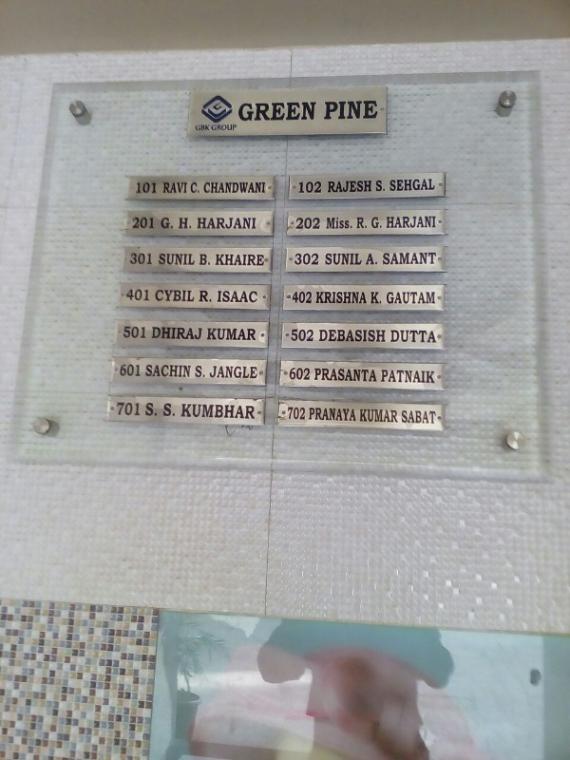 GBK GROUP
GREEN PINE
101 RAVI C. CHANDWANI
102 RAJESH S. SEHGAL
201 G. H. HARJANI
202 Miss. R. G. HARJANI
301 SUNIL B. KHAIRE
302 SUNIL A. SAMANT
401 CYBIL R. ISAAC
402 KRISHNA K. GAUTAM
501 DHIRAJ KUMAR
502 DEBASISH DUTTA
601 SACHIN S. JANGLE
602 PRASANTA PATNAIK
701 S. S. KUMBHAR
702 PRANAYA KUMAR SABAT